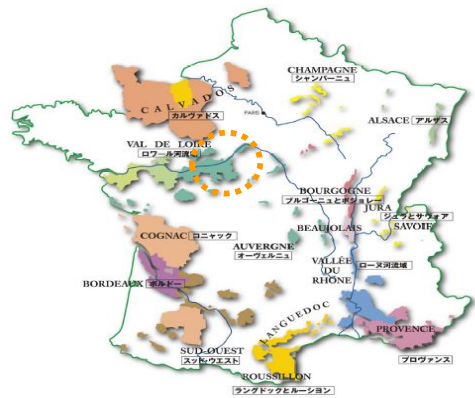 CHAMPAGNE
シャンパーニュ
CALVADOS
カルヴァドス
PARIS
ALSACE アルザス
VAL DE LOIRE
ロワール河流域
BOURGOGNE
ブルゴーニュとボジョレー
JURA
ジュラとサヴォア
SAVOIE
BEAUJOLAIS
COGNAC コニャック
AUVERGNE
オーヴェルニュ
VALLÉE
DU
RHÔNE
ローヌ河流域
BORDEAUX ボルドー
LANGUEDOC
PROVENCE
プロヴァンス
SUD-OUEST
スッド・ウエスト
ROUSSILLON
ラングドックとルーション